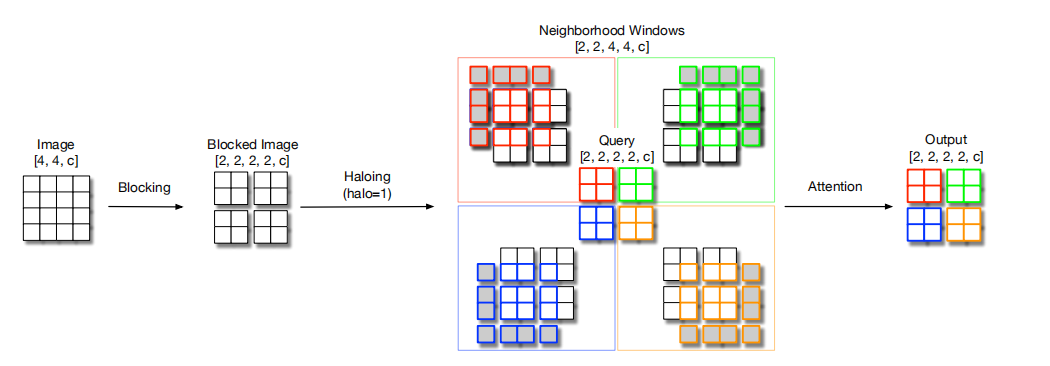 Neighborhood Windows
[2, 2, 4, 4, c]
Image
[4, 4, c]
Blocking
Blocked Image
[2, 2, 2, 2, c]
Haloing
(halo=1)
Query
[2, 2, 2, 2, c]
Attention
Output
[2, 2, 2, 2, c]